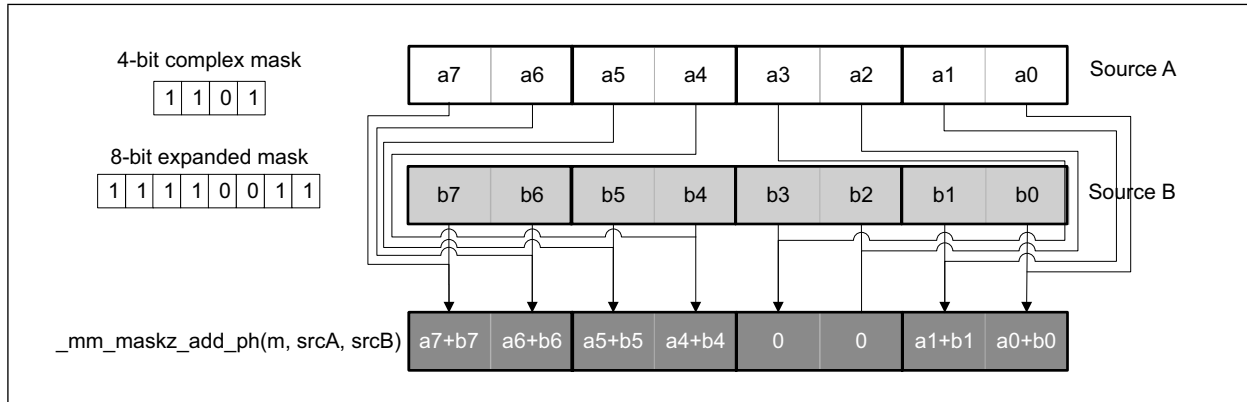 4-bit complex mask
1 1 0 1
a7 a6 a5 a4 a3 a2 a1 a0 Source A
8-bit expanded mask
1 1 1 1 0 0 1 1
b7 b6 b5 b4 b3 b2 b1 b0 Source B
_mm_maskz_add_ph(m, srcA, srcB) a7+b7 a6+b6 a5+b5 a4+b4 0 0 a1+b1 a0+b0